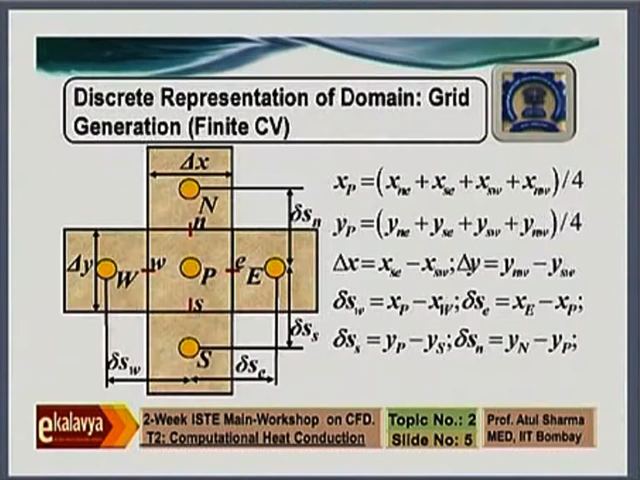 Discrete Representation of Domain: Grid
Generation (Finite CV)
Δx
N
n
δsₙ
Δy
W
w
P
e
E
s
S
δsₛ
δs_w
δsₑ
x_P =(x_ne + x_se + x_sw + x_nw)/4
y_P =(y_ne + y_se + y_sw + y_nw)/4
Δx = x_se − x_sw; Δy = y_nw − y_sw
δs_w = x_P − x_W; δs_e = x_E − x_P;
δs_s = y_P − y_S; δs_n = y_N − y_P;
ekalavya
2-Week ISTE Main-Workshop on CFD.
T2: Computational Heat Conduction
Topic No.: 2
Slide No.: 5
Prof. Atul Sharma
MED, IIT Bombay